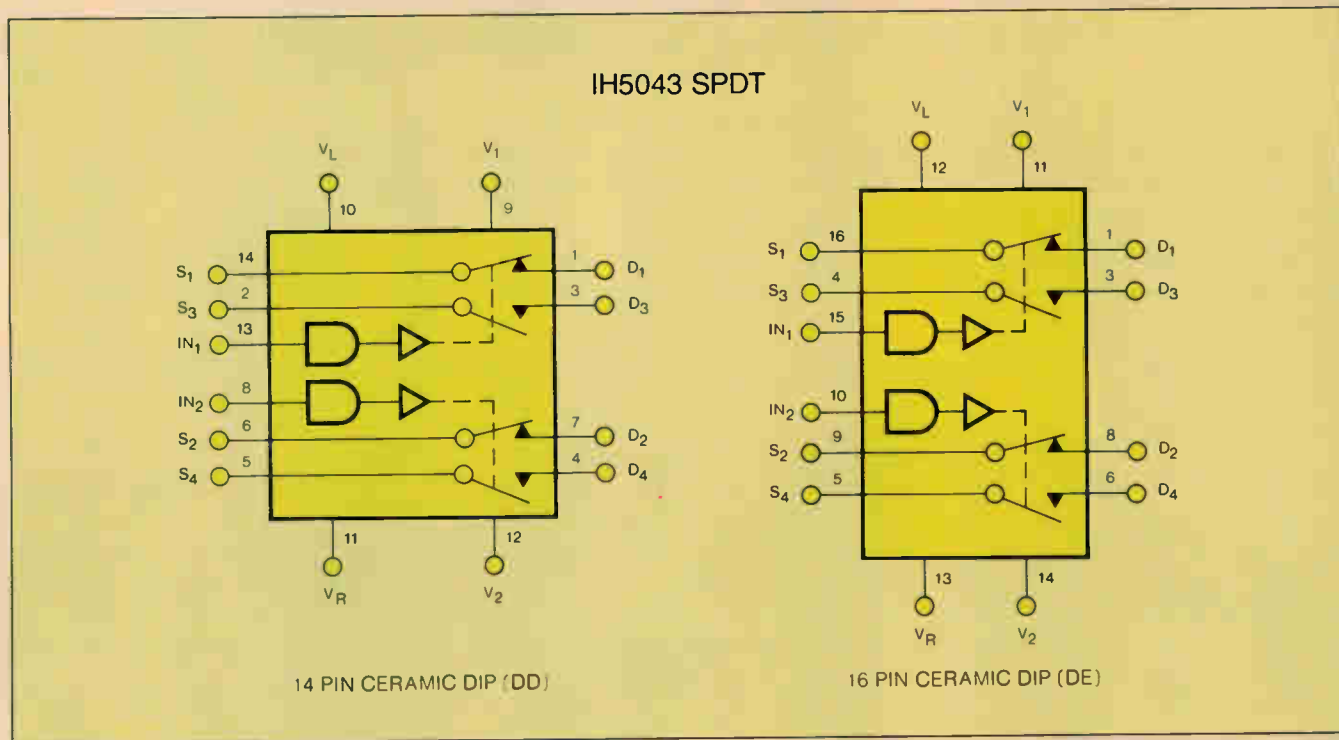 IH5043 SPDT
VL
V1
10
9
S1
14
1
D1
S3
2
3
D3
IN1
13
IN2
8
S2
6
7
D2
S4
5
4
D4
11
12
VR
V2
14 PIN CERAMIC DIP (DD)
VL
V1
12
11
S1
16
1
D1
S3
4
3
D3
IN1
15
IN2
10
S2
9
8
D2
S4
5
6
D4
13
14
VR
V2
16 PIN CERAMIC DIP (DE)